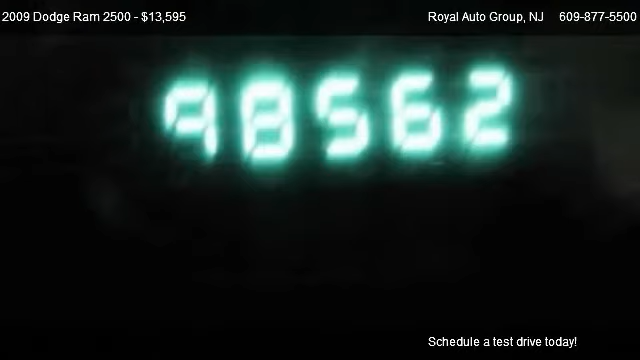 2009 Dodge Ram 2500 - $13,595
Royal Auto Group, NJ 609-877-5500
98562
Schedule a test drive today!